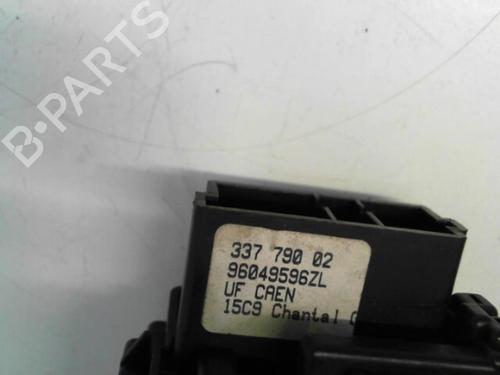 B-PARTS
337 790 02
96049596ZL
UF CAEN
15C9 Chantal